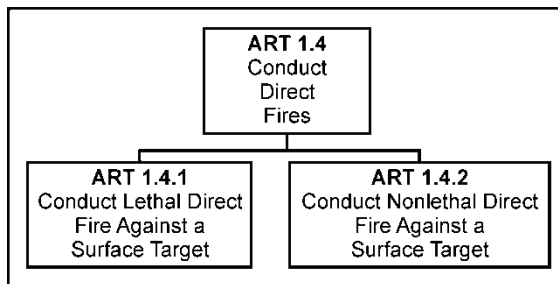 ART 1.4
Conduct
Direct
Fires
ART 1.4.1
Conduct Lethal Direct
Fire Against a
Surface Target
ART 1.4.2
Conduct Nonlethal Direct
Fire Against a
Surface Target